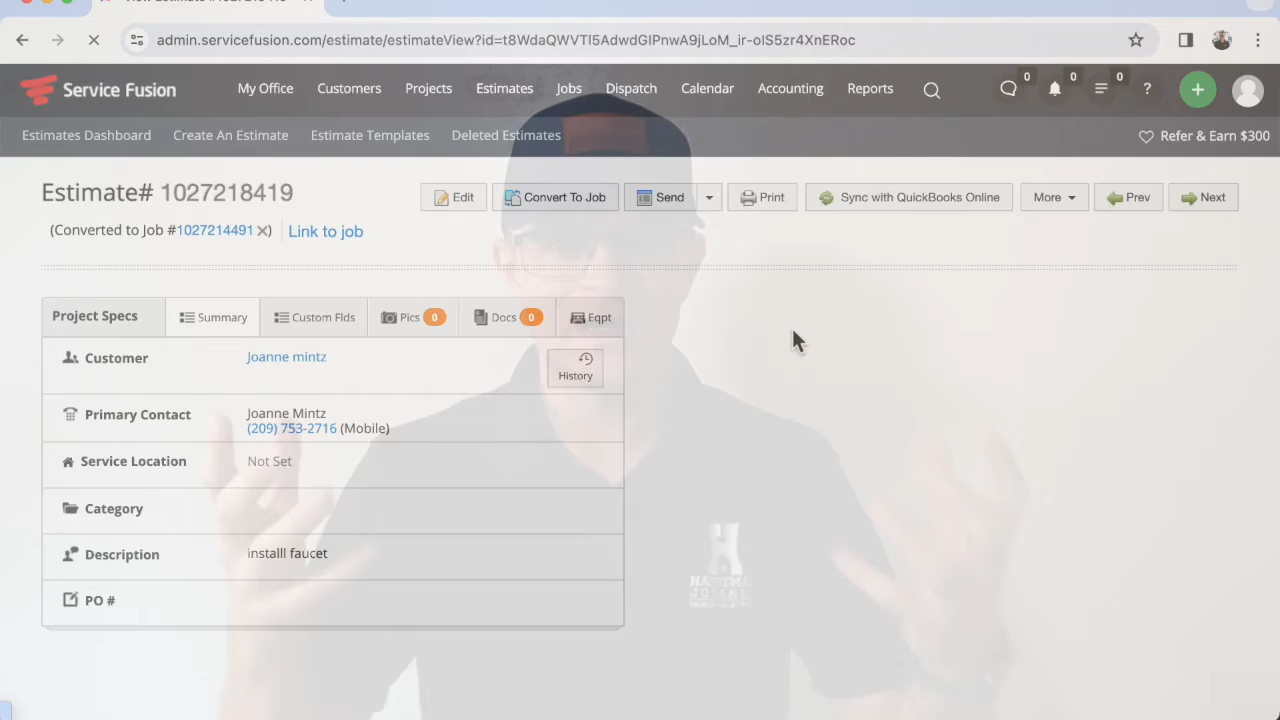 admin.servicefusion.com/estimate/estimateView?id=t8WdaQWVTI5AdwdGIPnwA9jLoM_ir-oIS5zr4XnERoc
Service Fusion My Office Customers Projects Estimates Jobs Dispatch Calendar Accounting Reports 0 0 0 ? +
Estimates Dashboard Create An Estimate Estimate Templates Deleted Estimates Refer & Earn $300
Estimate# 1027218419 Edit Convert To Job Send Print Sync with QuickBooks Online More Prev Next
(Converted to Job #1027214491 ) Link to job
Project Specs Summary Custom Flds Pics 0 Docs 0 Eqpt
Customer Joanne mintz History
Primary Contact Joanne Mintz
(209) 753-2716 (Mobile)
Service Location Not Set
Category
Description installl faucet
PO #